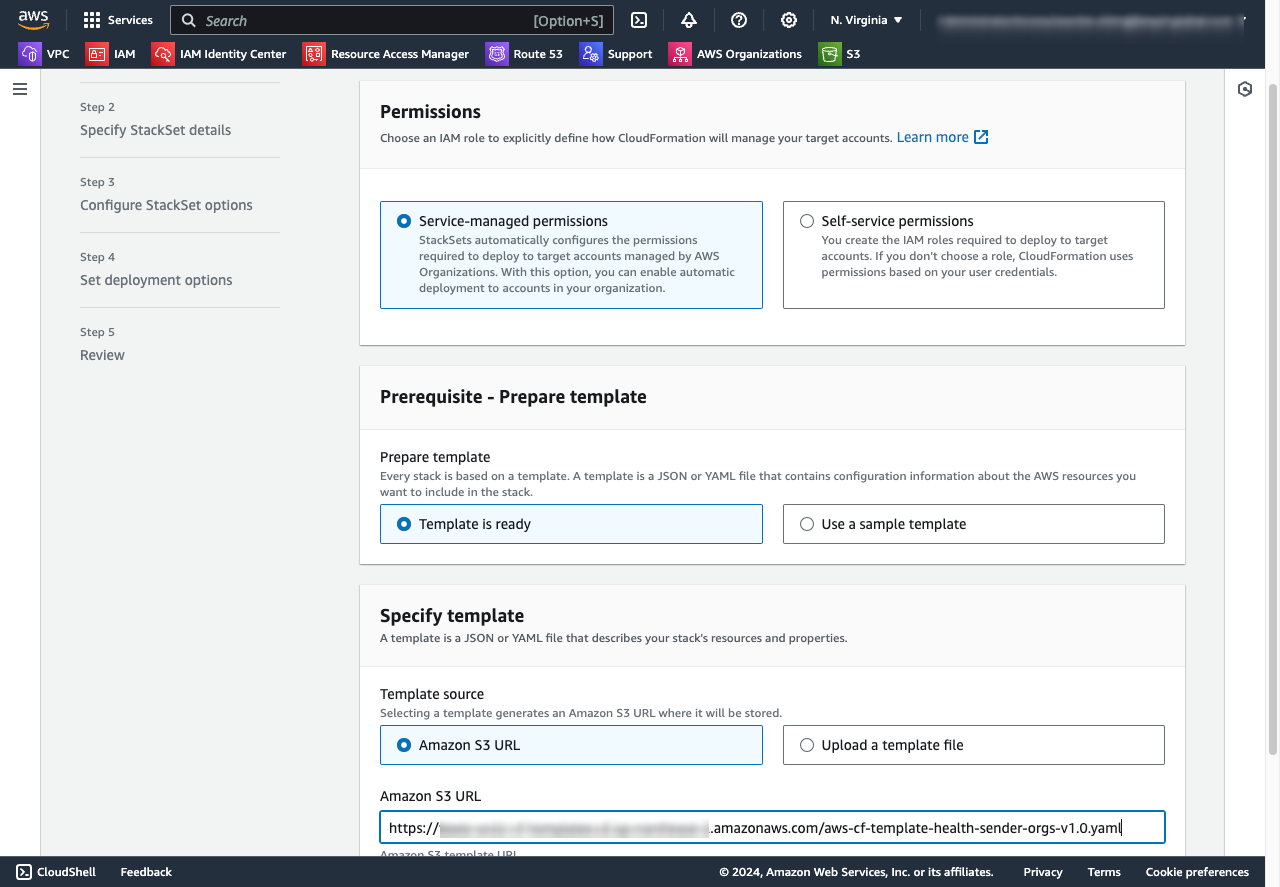 aws
Services
Search
[Option+S]
N. Virginia
VPC
IAM
IAM Identity Center
Resource Access Manager
Route 53
Support
AWS Organizations
S3
Step 2
Specify StackSet details
Step 3
Configure StackSet options
Step 4
Set deployment options
Step 5
Review
Permissions
Choose an IAM role to explicitly define how CloudFormation will manage your target accounts. Learn more
Service-managed permissions
StackSets automatically configures the permissions
required to deploy to target accounts managed by AWS
Organizations. With this option, you can enable automatic
deployment to accounts in your organization.
Self-service permissions
You create the IAM roles required to deploy to target
accounts. If you don't choose a role, CloudFormation uses
permissions based on your user credentials.
Prerequisite - Prepare template
Prepare template
Every stack is based on a template. A template is a JSON or YAML file that contains configuration information about the AWS resources you
want to include in the stack.
Template is ready
Use a sample template
Specify template
A template is a JSON or YAML file that describes your stack's resources and properties.
Template source
Selecting a template generates an Amazon S3 URL where it will be stored.
Amazon S3 URL
Upload a template file
Amazon S3 URL
https:// .amazonaws.com/aws-cf-template-health-sender-orgs-v1.0.yaml
Amazon S3 template URL
CloudShell
Feedback
© 2024, Amazon Web Services, Inc. or its affiliates.
Privacy
Terms
Cookie preferences